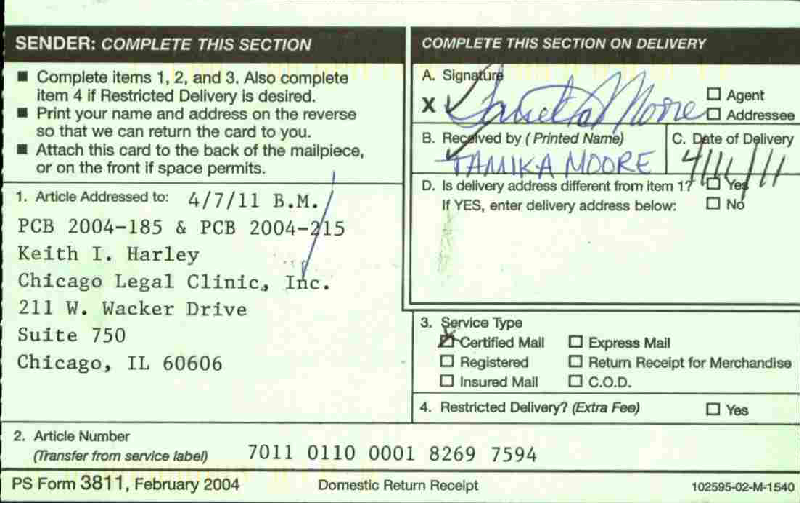 SENDER: COMPLETE THIS SECTION
■ Complete items 1, 2, and 3. Also complete
item 4 if Restricted Delivery is desired.
■ Print your name and address on the reverse
so that we can return the card to you.
■ Attach this card to the back of the mailpiece,
or on the front if space permits.
1. Article Addressed to: 4/7/11 B.M.
PCB 2004-185 & PCB 2004-215
Keith I. Harley
Chicago Legal Clinic, Inc.
211 W. Wacker Drive
Suite 750
Chicago, IL 60606
COMPLETE THIS SECTION ON DELIVERY
A. Signature
X Moore
Agent
Addressee
B. Received by (Printed Name)
TAMIKA MOORE
C. Date of Delivery
4/11/11
D. Is delivery address different from item 1? Yes
If YES, enter delivery address below: No
3. Service Type
Certified Mail Express Mail
Registered Return Receipt for Merchandise
Insured Mail C.O.D.
4. Restricted Delivery? (Extra Fee) Yes
2. Article Number
(Transfer from service label) 7011 0110 0001 8269 7594
PS Form 3811, February 2004 Domestic Return Receipt 102595-02-M-1540